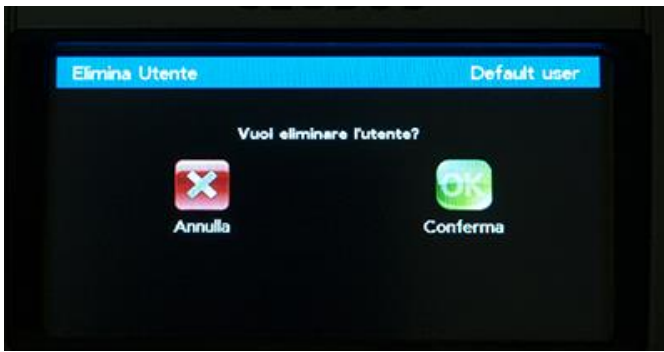 Elimina Utente Default user
Vuoi eliminare l'utente?
OK
Annulla Conferma